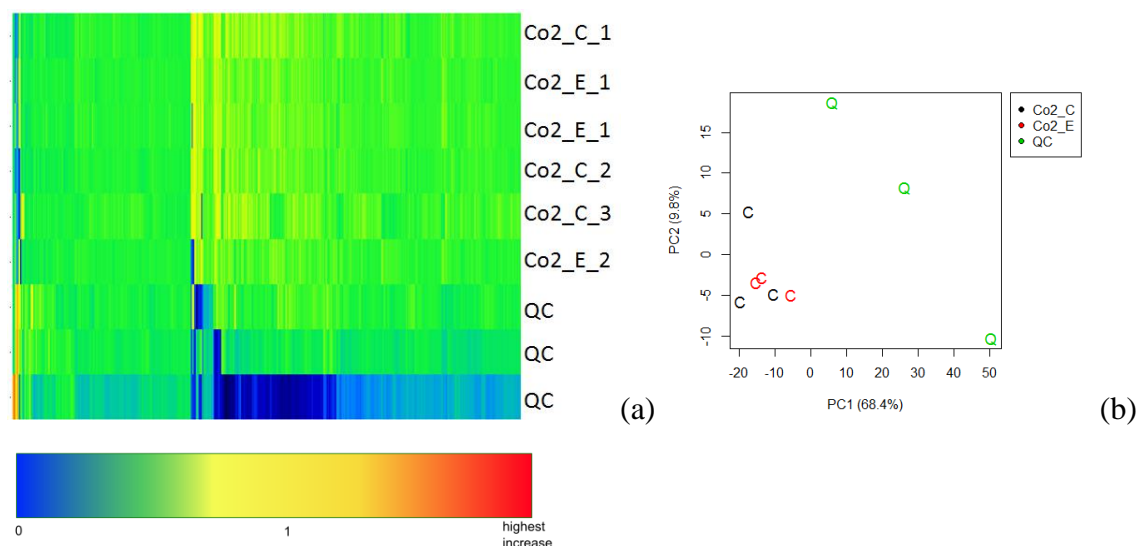 Co2_C_1
Co2_E_1
Co2_E_1
Co2_C_2
Co2_C_3
Co2_E_2
QC
QC
QC
(a)
0
1
highest
increase
PC2 (9.8%)
15
10
5
0
-5
-10
Q
Q
C
C
C
C
C
C
Q
-20
-10
0
10
20
30
40
50
PC1 (68.4%)
Co2_C
Co2_E
QC
(b)